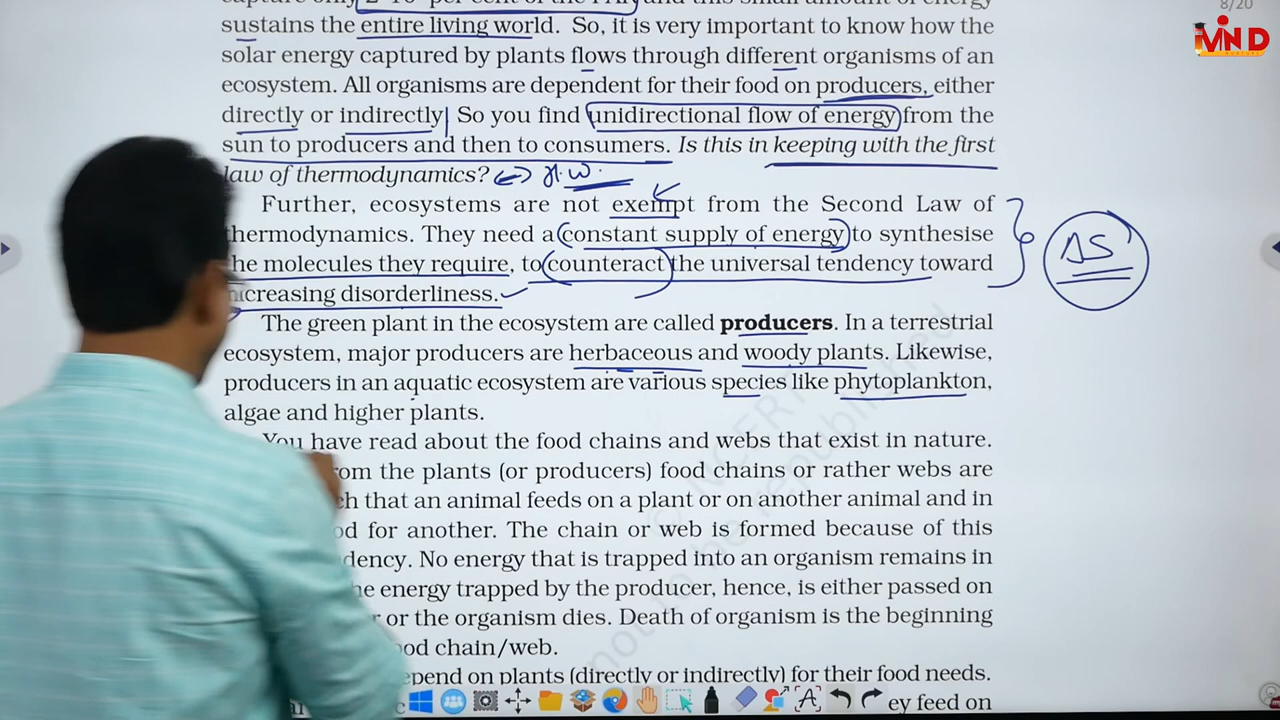 8/20
MIND
sustains the entire living world. So, it is very important to know how the
solar energy captured by plants flows through different organisms of an
ecosystem. All organisms are dependent for their food on producers, either
directly or indirectly. So you find unidirectional flow of energy from the
sun to producers and then to consumers. Is this in keeping with the first
law of thermodynamics? H.W.
Further, ecosystems are not exempt from the Second Law of
thermodynamics. They need a constant supply of energy to synthesise
the molecules they require, to counteract the universal tendency toward
increasing disorderliness.
ΔS
The green plant in the ecosystem are called producers. In a terrestrial
ecosystem, major producers are herbaceous and woody plants. Likewise,
producers in an aquatic ecosystem are various species like phytoplankton,
algae and higher plants.
You have read about the food chains and webs that exist in nature.
om the plants (or producers) food chains or rather webs are
ch that an animal feeds on a plant or on another animal and in
od for another. The chain or web is formed because of this
dency. No energy that is trapped into an organism remains in
he energy trapped by the producer, hence, is either passed on
r or the organism dies. Death of organism is the beginning
ood chain/web.
epend on plants (directly or indirectly) for their food needs.
ey feed on
not to be republished